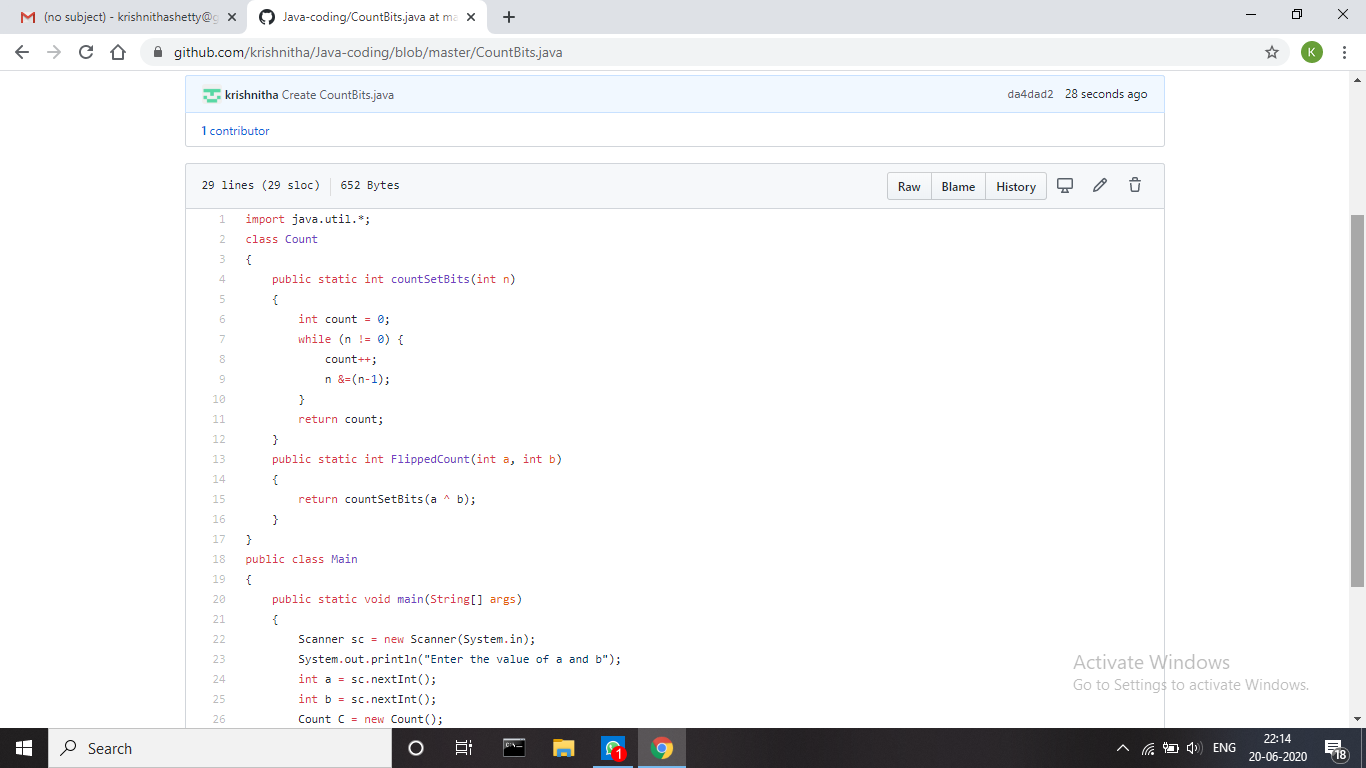 (no subject) - krishnithashetty@g
Java-coding/CountBits.java at ma
github.com/krishnitha/Java-coding/blob/master/CountBits.java
K
krishnitha Create CountBits.java
da4dad2 28 seconds ago
1 contributor
29 lines (29 sloc) 652 Bytes
Raw Blame History
1 import java.util.*;
2 class Count
3 {
4 public static int countSetBits(int n)
5 {
6 int count = 0;
7 while (n != 0) {
8 count++;
9 n &=(n-1);
10 }
11 return count;
12 }
13 public static int FlippedCount(int a, int b)
14 {
15 return countSetBits(a ^ b);
16 }
17 }
18 public class Main
19 {
20 public static void main(String[] args)
21 {
22 Scanner sc = new Scanner(System.in);
23 System.out.println("Enter the value of a and b");
24 int a = sc.nextInt();
25 int b = sc.nextInt();
26 Count C = new Count();
Activate Windows
Go to Settings to activate Windows.
Search
1
ENG
22:14
20-06-2020
18